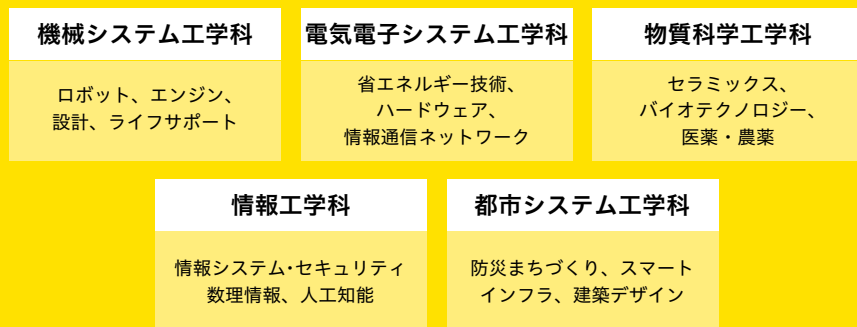 機械システム工学科
ロボット、エンジン、
設計、ライフサポート
電気電子システム工学科
省エネルギー技術、
ハードウェア、
情報通信ネットワーク
物質科学工学科
セラミックス、
バイオテクノロジー、
医薬・農薬
情報工学科
情報システム・セキュリティ
数理情報、人工知能
都市システム工学科
防災まちづくり、スマート
インフラ、建築デザイン